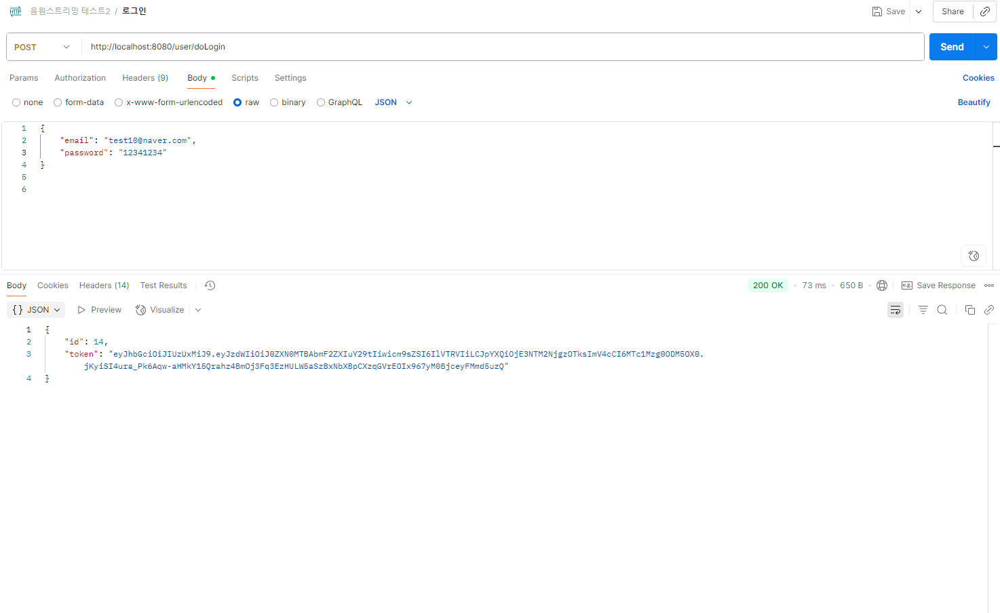 HTTP 음원스트리밍 테스트2 / 로그인 Save Share
POST http://localhost:8080/user/doLogin Send
Params Authorization Headers (9) Body Scripts Settings Cookies
none form-data x-www-form-urlencoded raw binary GraphQL JSON Beautify
1 {
2 "email": "test10@naver.com",
3 "password": "12341234"
4 }
5
6
Body Cookies Headers (14) Test Results 200 OK • 73 ms • 650 B • e.g. Save Response
{} JSON Preview Visualize
1 {
2 "id": 14,
3 "token": "eyJhbGciOiJIUzUxMiJ9.eyJzdWIiOiJ0ZXN0MTBAbmF2ZXIuY29tIiwicm9sZSI6IlVTRVIiLCJpYXQiOjE3NTM2NjgzOTksImV4cCI6MTc1Mzg0ODM5OX0.
jKyiSI4ura_Pk6Aqw-aHMkY15Qrahz4BmOj3Fq3EzHULW5aSzBxNbXBpCXzqGVrEOIx967yM0BjceyFMmd5uzQ"
4 }